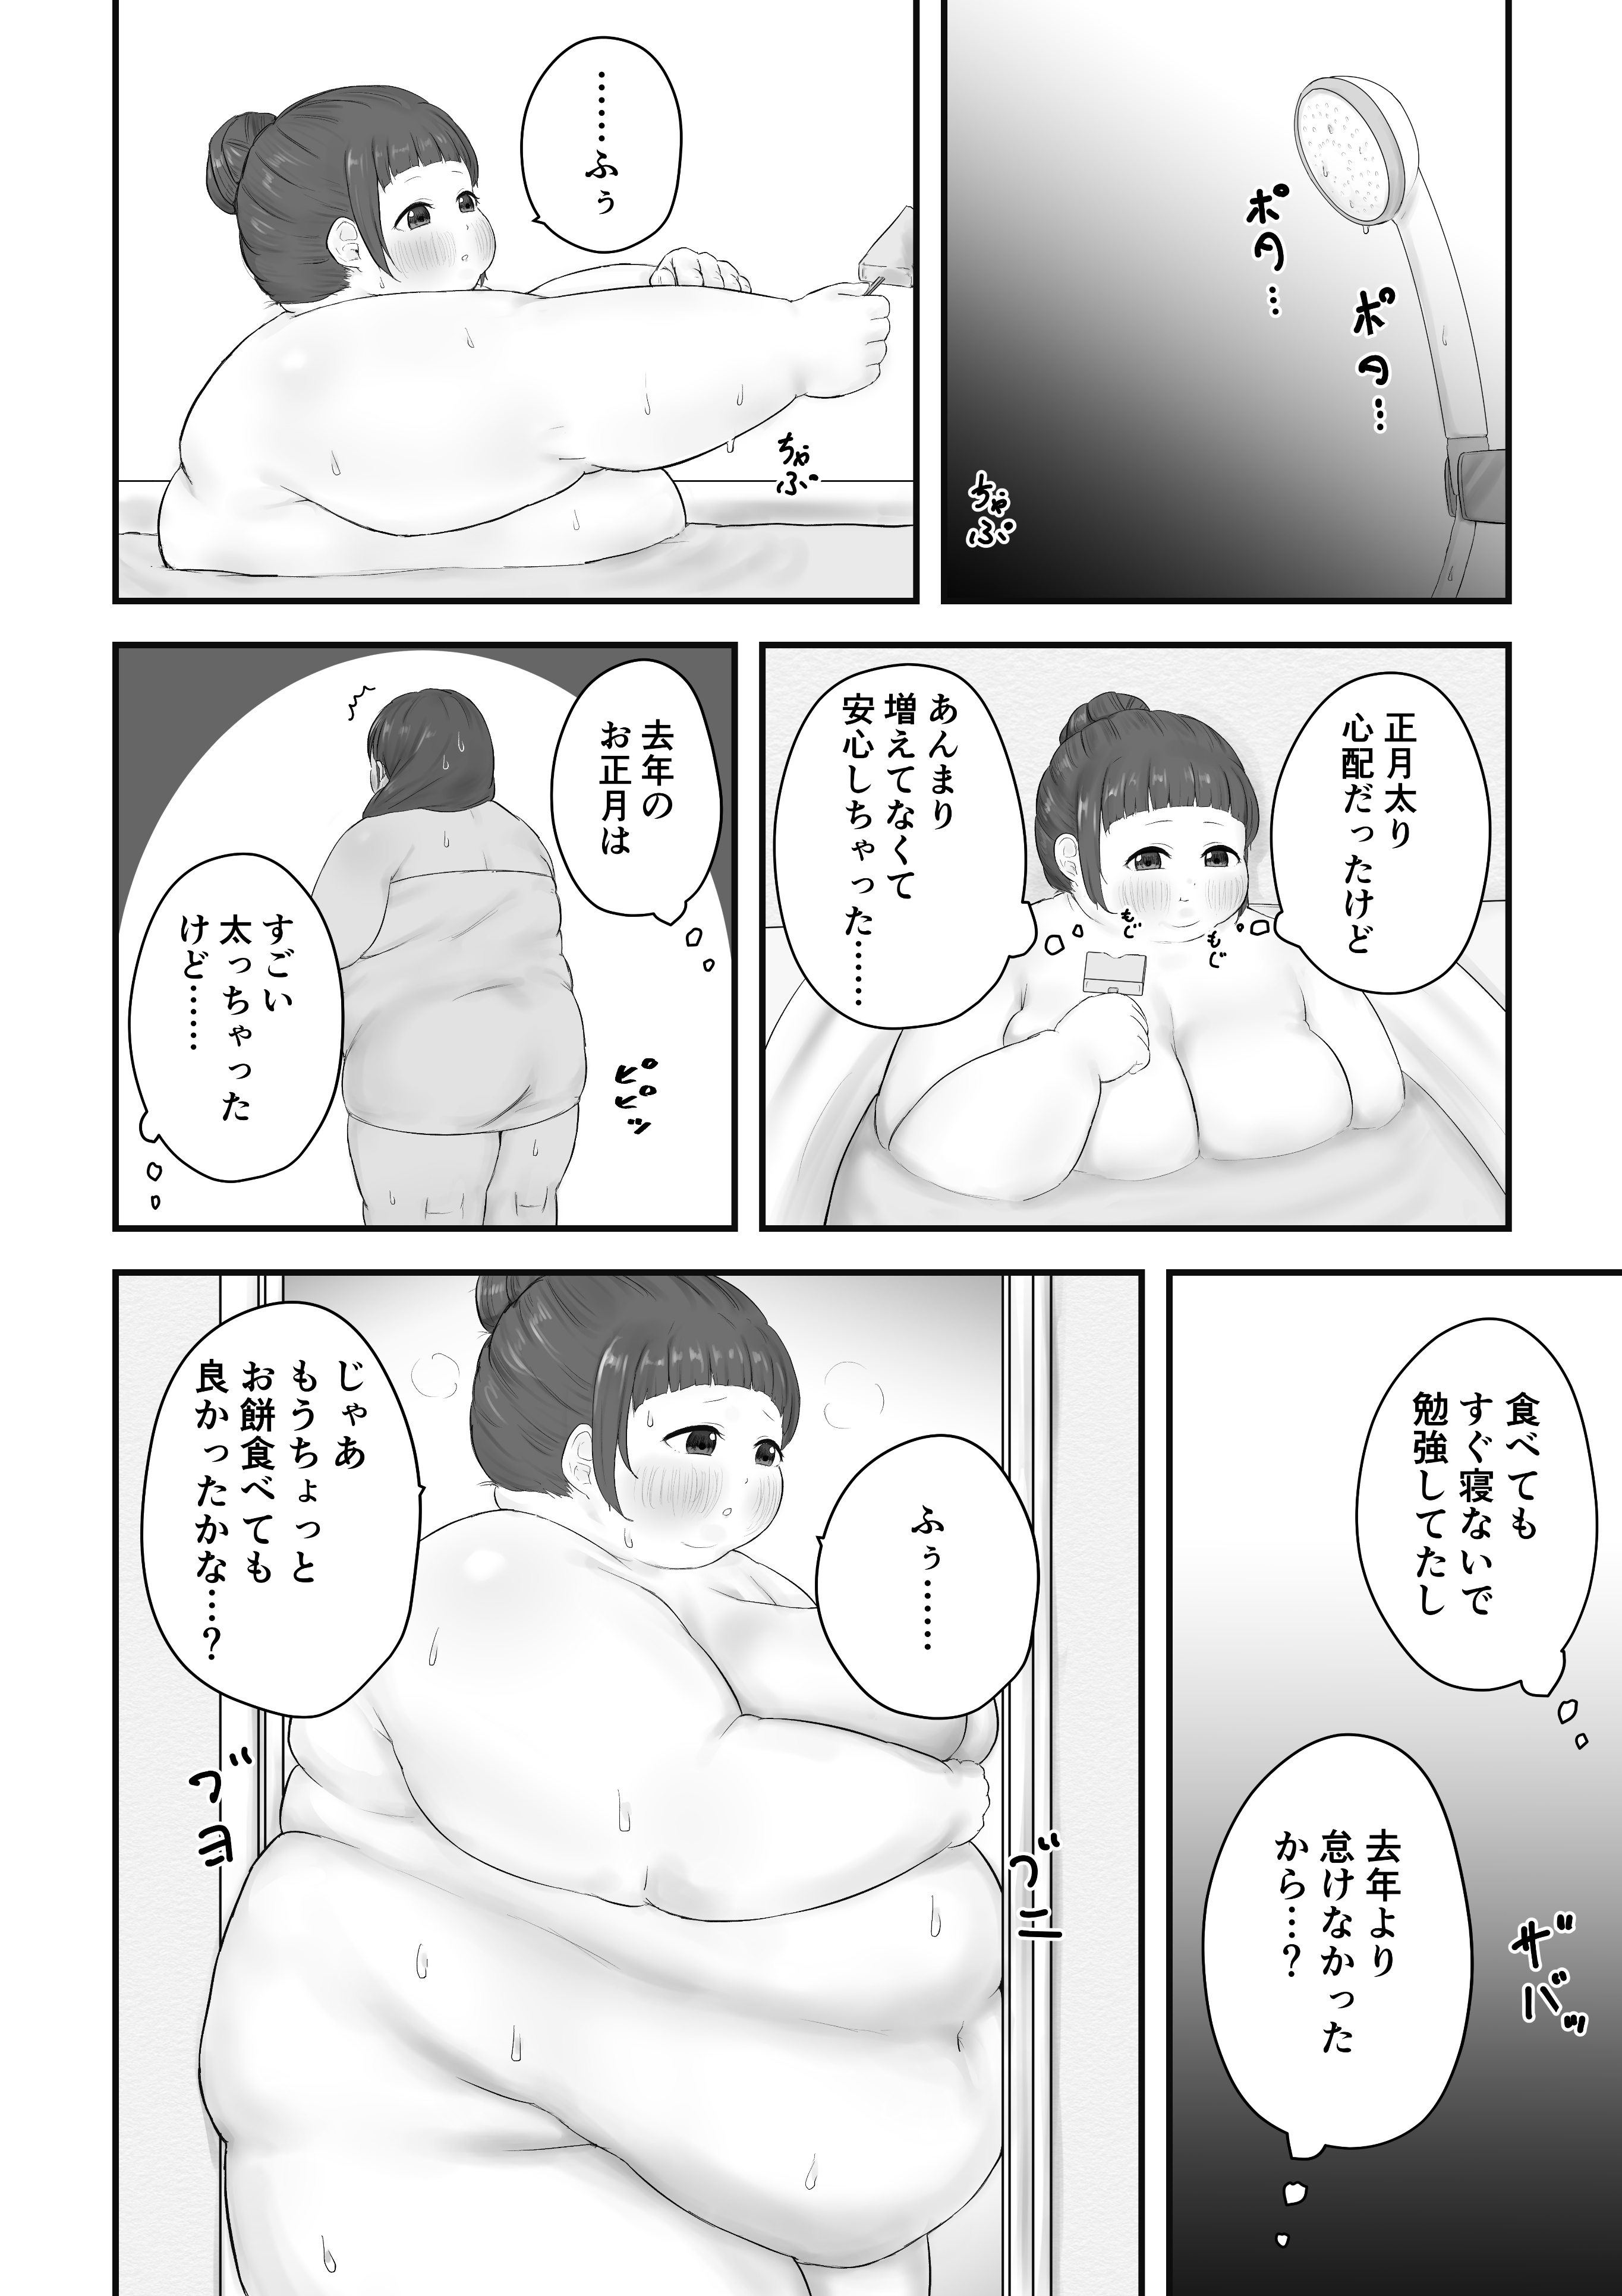 ポタ…
ポタ…
ちゃぷ
………ふぅ
ちゃぷ
正月太り
心配だったけど
あんまり
増えてなくて
安心しちゃった……
もじ
もじ
去年の
お正月は
すごい
太っちゃった
けど……
ピピッ
食べても
すぐ寝ないで
勉強してたし
去年より
怠けなかった
から…?
ザバッ
ふぅ……
じゃあ
もうちょっと
お餅食べても
良かったかな…?